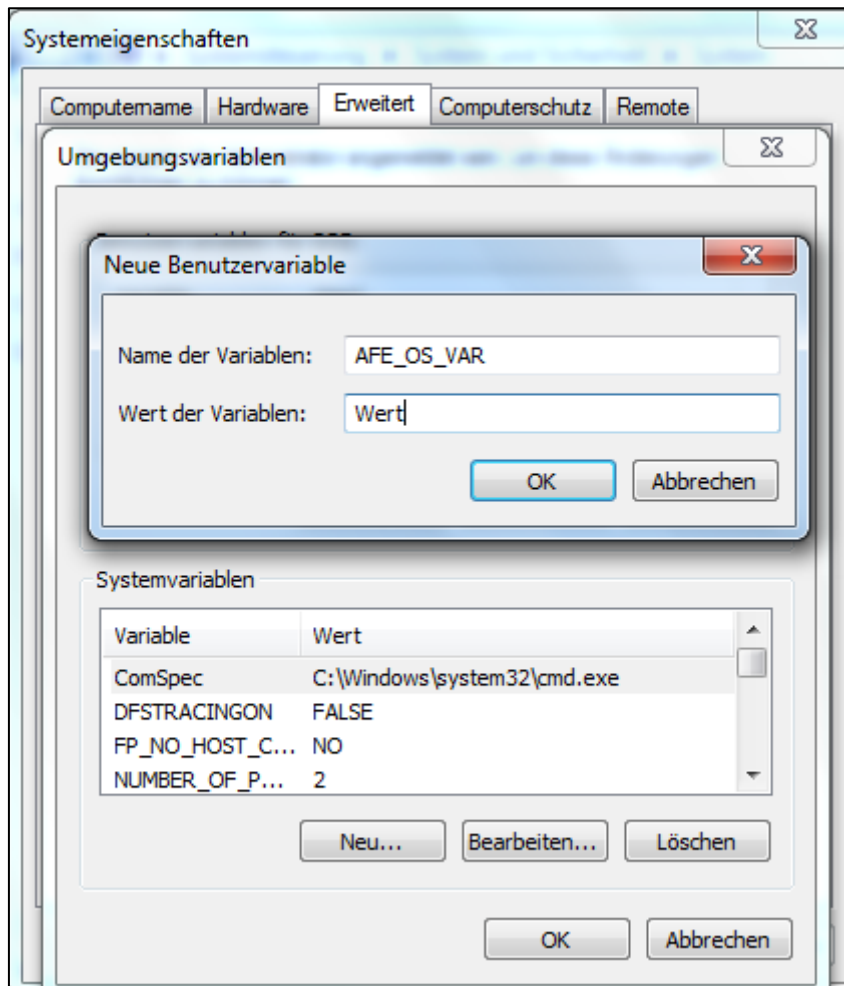 Systemeigenschaften
Computername Hardware Erweitert Computerschutz Remote
Umgebungsvariablen
Neue Benutzervariable
Name der Variablen: AFE_OS_VAR
Wert der Variablen: Wert
OK Abbrechen
Systemvariablen
Variable Wert
ComSpec C:\Windows\system32\cmd.exe
DFSTRACINGON FALSE
FP_NO_HOST_C... NO
NUMBER_OF_P... 2
Neu... Bearbeiten... Löschen
OK Abbrechen